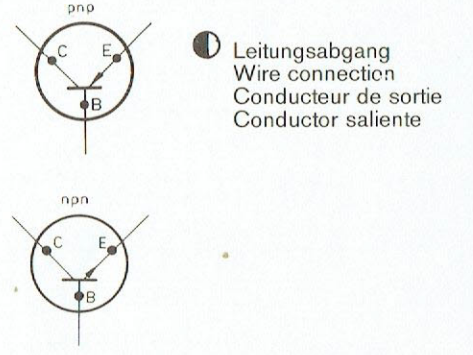 pnp
C E
B
Leitungsabgang
Wire connection
Conducteur de sortie
Conductor saliente
npn
C E
B